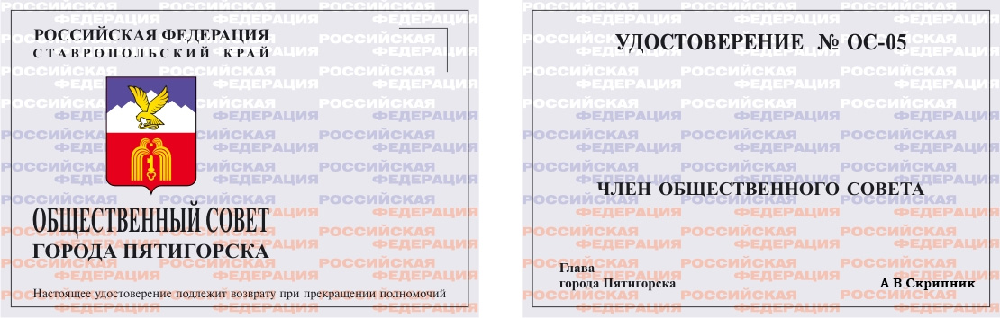 РОССИЙСКАЯ ФЕДЕРАЦИЯ
СТАВРОПОЛЬСКИЙ КРАЙ
ОБЩЕСТВЕННЫЙ СОВЕТ
ГОРОДА ПЯТИГОРСКА
Настоящее удостоверение подлежит возврату при прекращении полномочий
УДОСТОВЕРЕНИЕ № ОС-05
ЧЛЕН ОБЩЕСТВЕННОГО СОВЕТА
Глава
города Пятигорска
А.В.Скрипник